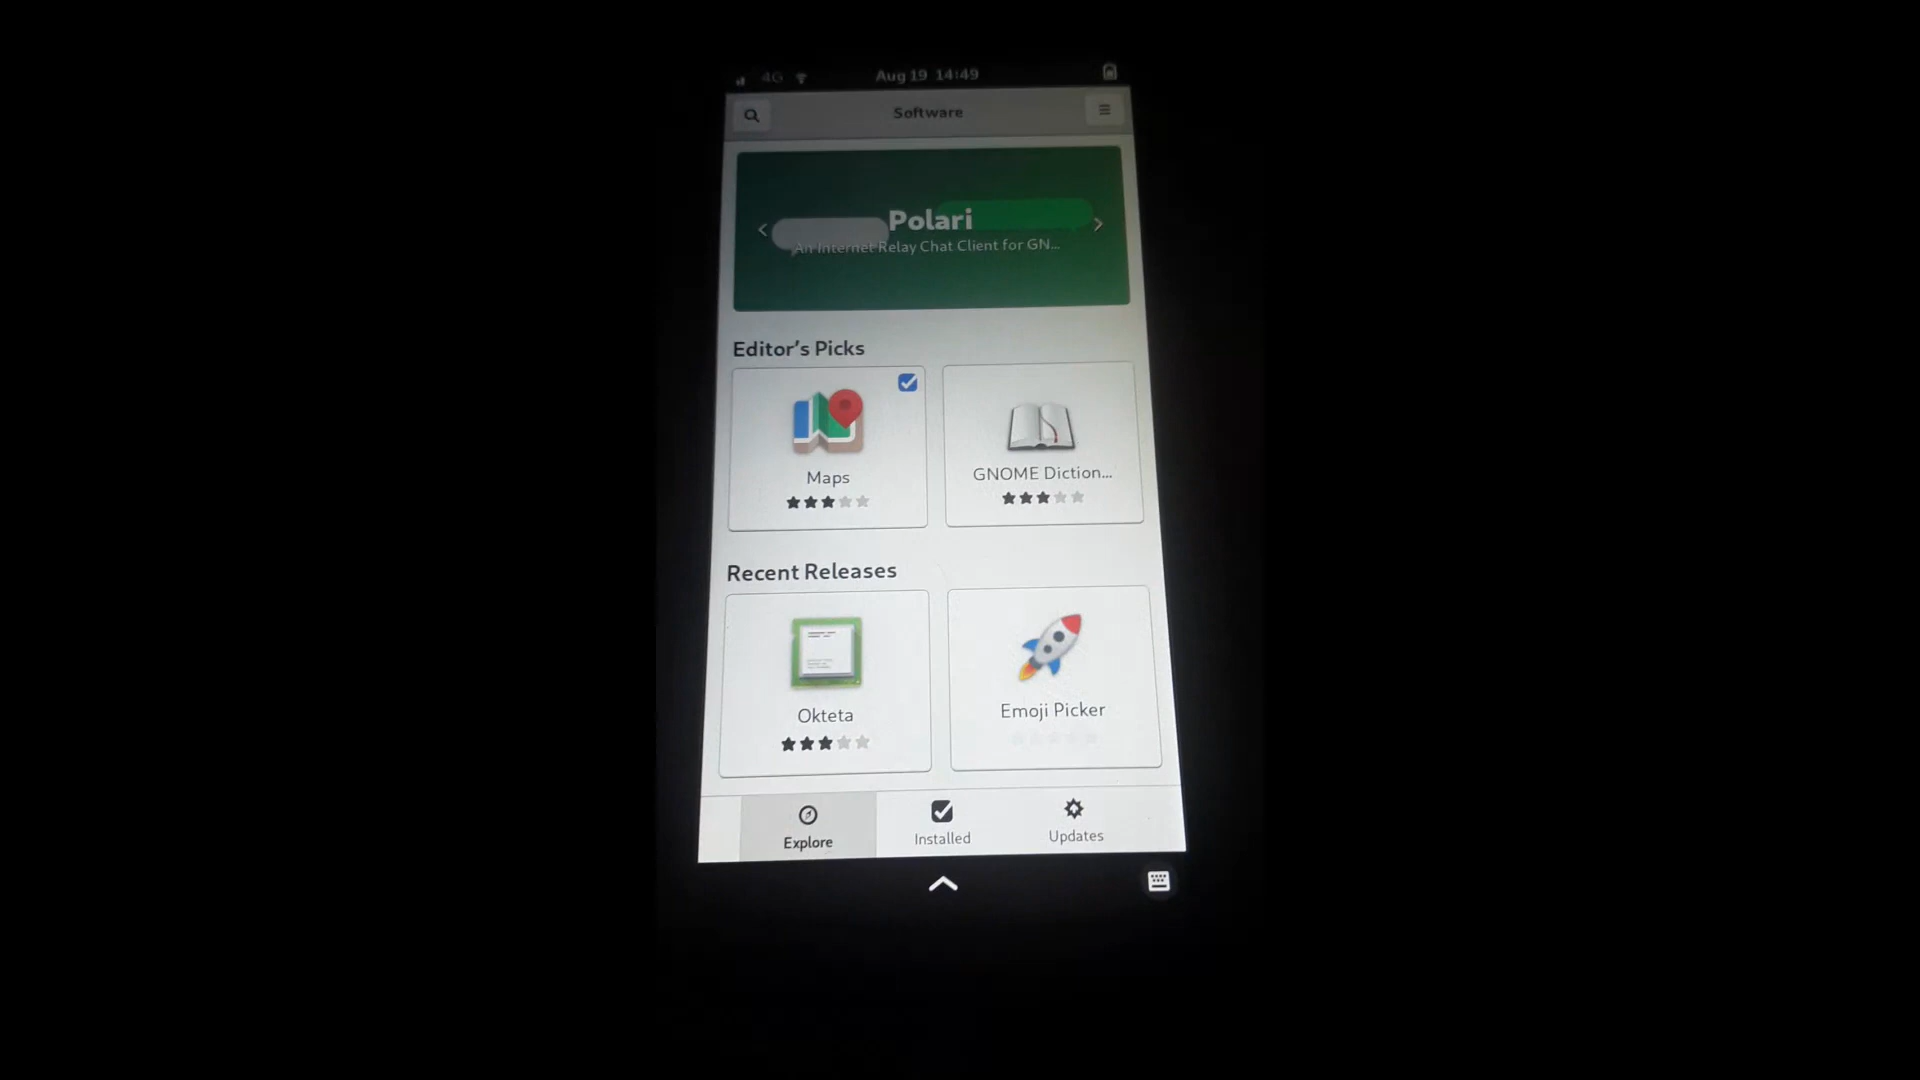 4G Aug 19 14:49
Software
Polari
An Internet Relay Chat Client for GN...
Editor's Picks
Maps
GNOME Diction...
Recent Releases
Okteta
Emoji Picker
Explore
Installed
Updates